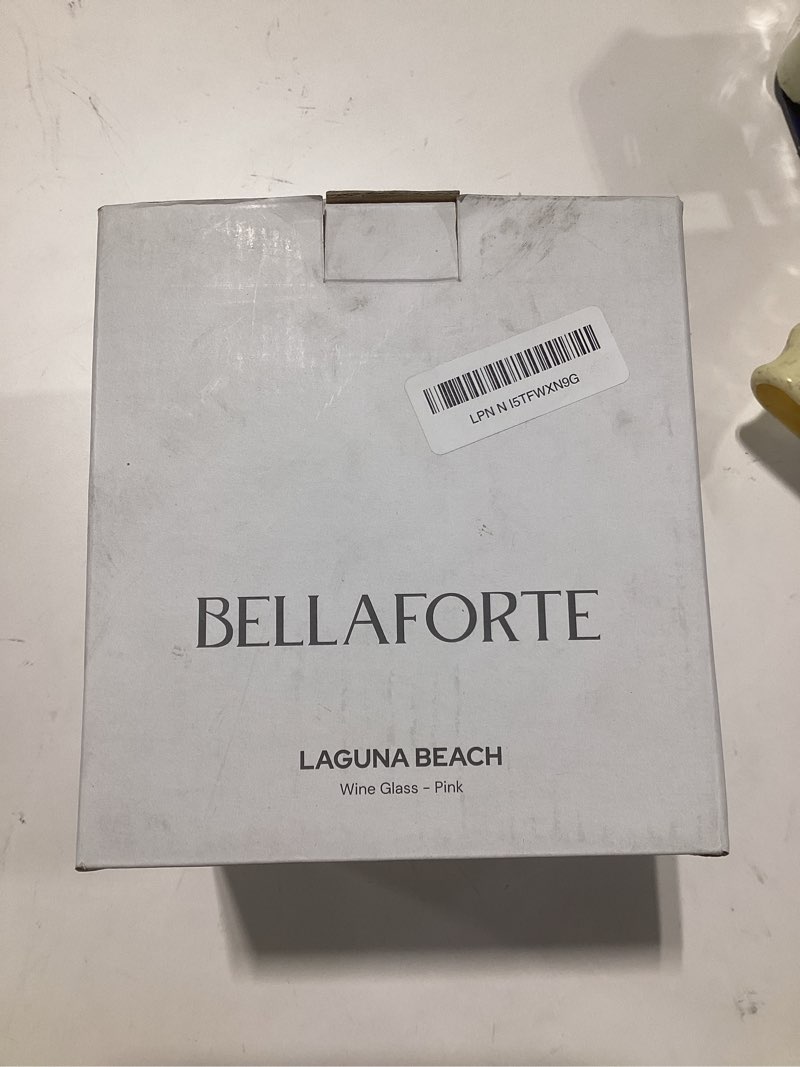 LPN N I5TFWXN9G
BELLAFORTE
LAGUNA BEACH
Wine Glass - Pink